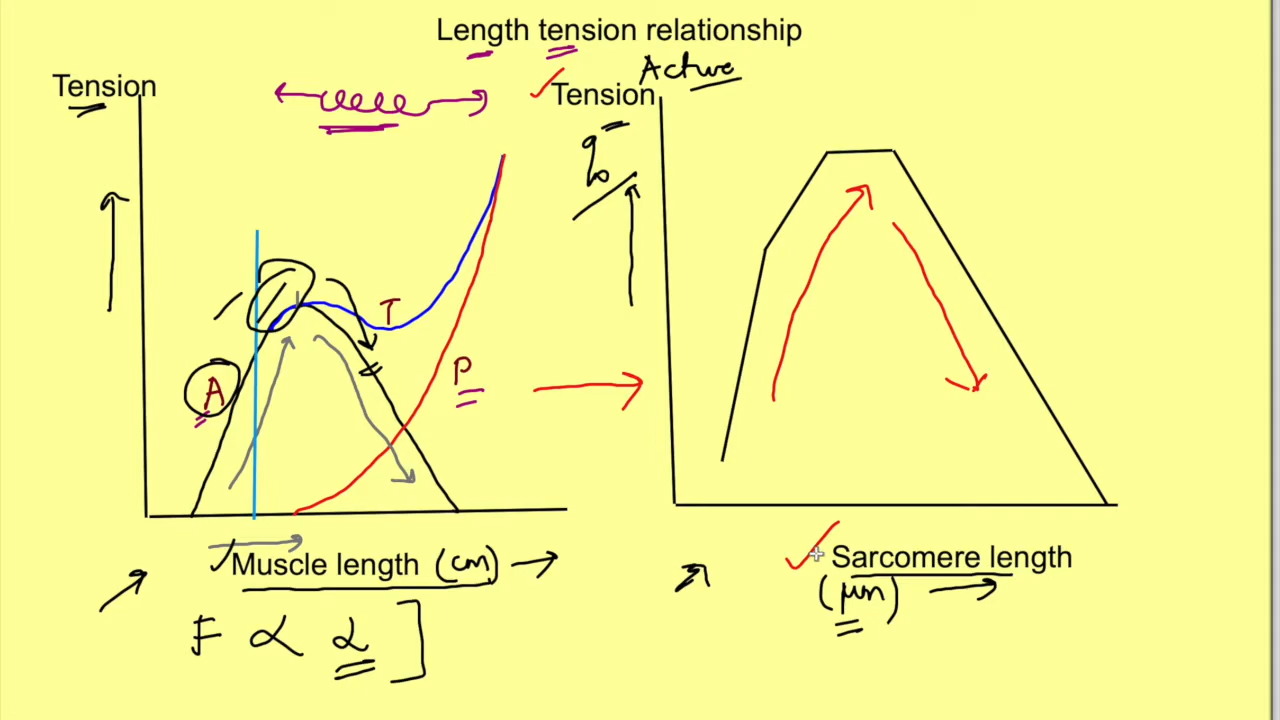 Length tension relationship
Tension
Active
Tension
%
T
A
P
Muscle length (cm)
Sarcomere length
(μm)
F ∝ L